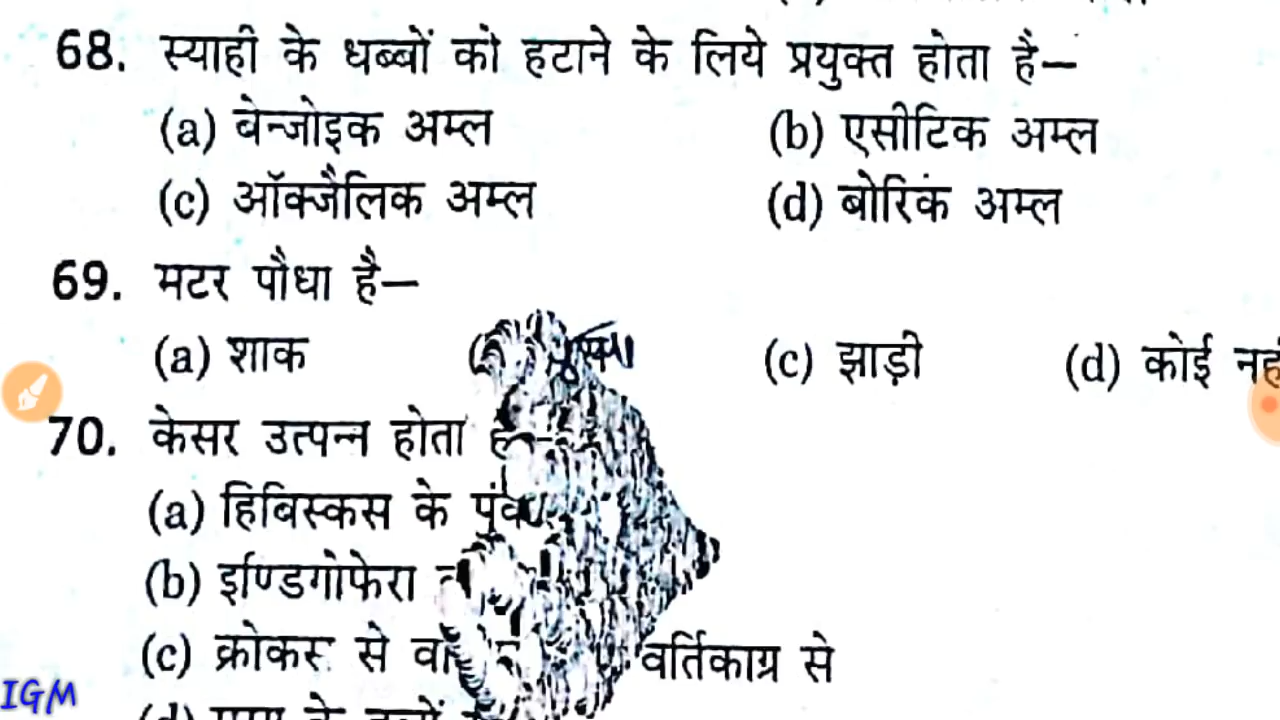 68. स्याही के धब्बों को हटाने के लिये प्रयुक्त होता है—
(a) बेन्जोइक अम्ल (b) एसीटिक अम्ल
(c) ऑक्जैलिक अम्ल (d) बोरिक अम्ल
69. मटर पौधा है—
(a) शाक (c) झाड़ी (d) कोई
70. केसर उत्पन्न होता
(a) हिबिस्कस के
(b) इण्डिगोफेरा
(c) क्रोकस से वर्तिकाग्र से
IGM